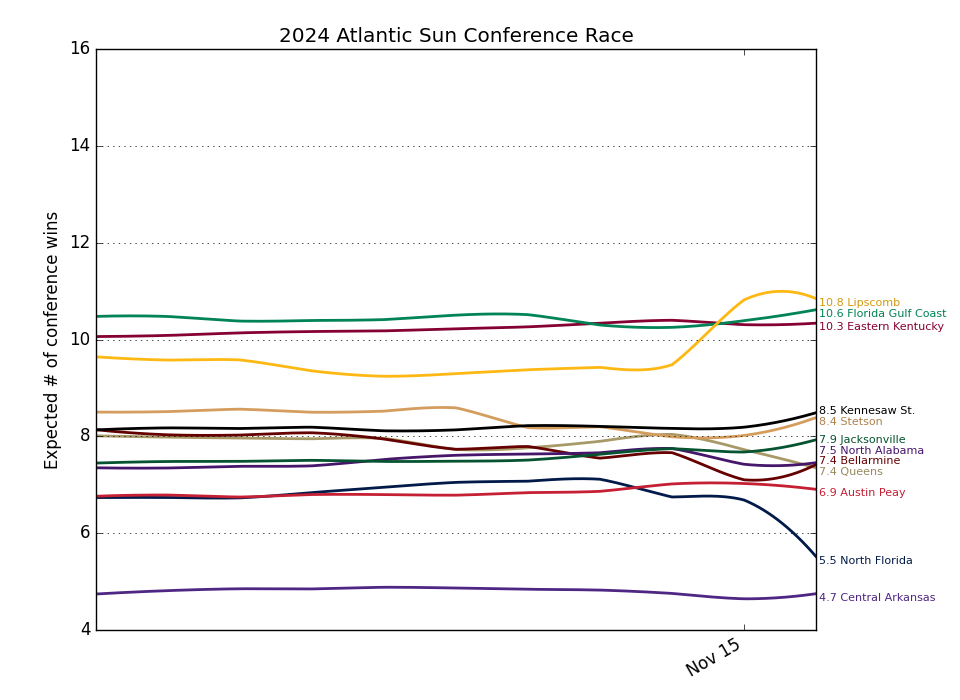 2024 Atlantic Sun Conference Race
Expected # of conference wins
16
14
12
10
8
6
4
10.8 Lipscomb
10.6 Florida Gulf Coast
10.3 Eastern Kentucky
8.5 Kennesaw St.
8.4 Stetson
7.9 Jacksonville
7.5 North Alabama
7.4 Bellarmine
7.4 Queens
6.9 Austin Peay
5.5 North Florida
4.7 Central Arkansas
Nov 15